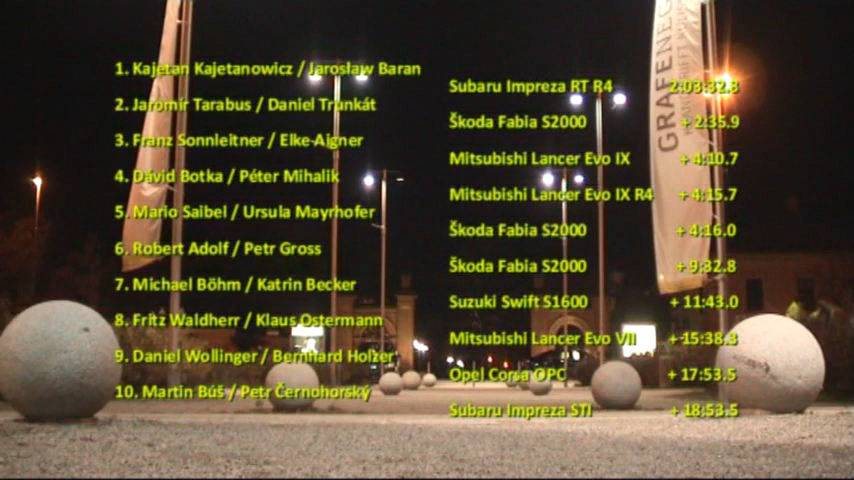 1. Kajetan Kajetanowicz / Jarosław Baran
Subaru Impreza RT R4 2:03:32.8
2. Jaromír Tarabus / Daniel Trunkát
Škoda Fabia S2000 + 2:35.9
3. Franz Sonnleitner / Elke Aigner
Mitsubishi Lancer Evo IX + 4:10.7
4. Dávid Botka / Péter Mihalik
Mitsubishi Lancer Evo IX R4 + 4:15.7
5. Mario Saibel / Ursula Mayrhofer
Škoda Fabia S2000 + 4:16.0
6. Robert Adolf / Petr Gross
Škoda Fabia S2000 + 9:32.8
7. Michael Böhm / Katrin Becker
Suzuki Swift S1600 + 11:43.0
8. Fritz Waldherr / Klaus Ostermann
Mitsubishi Lancer Evo VII + 15:38.3
9. Daniel Wollinger / Bernhard Holzer
Opel Corsa OPC + 17:53.5
10. Martin Búš / Petr Černohorský
Subaru Impreza STI + 18:53.5
GRAFENEG